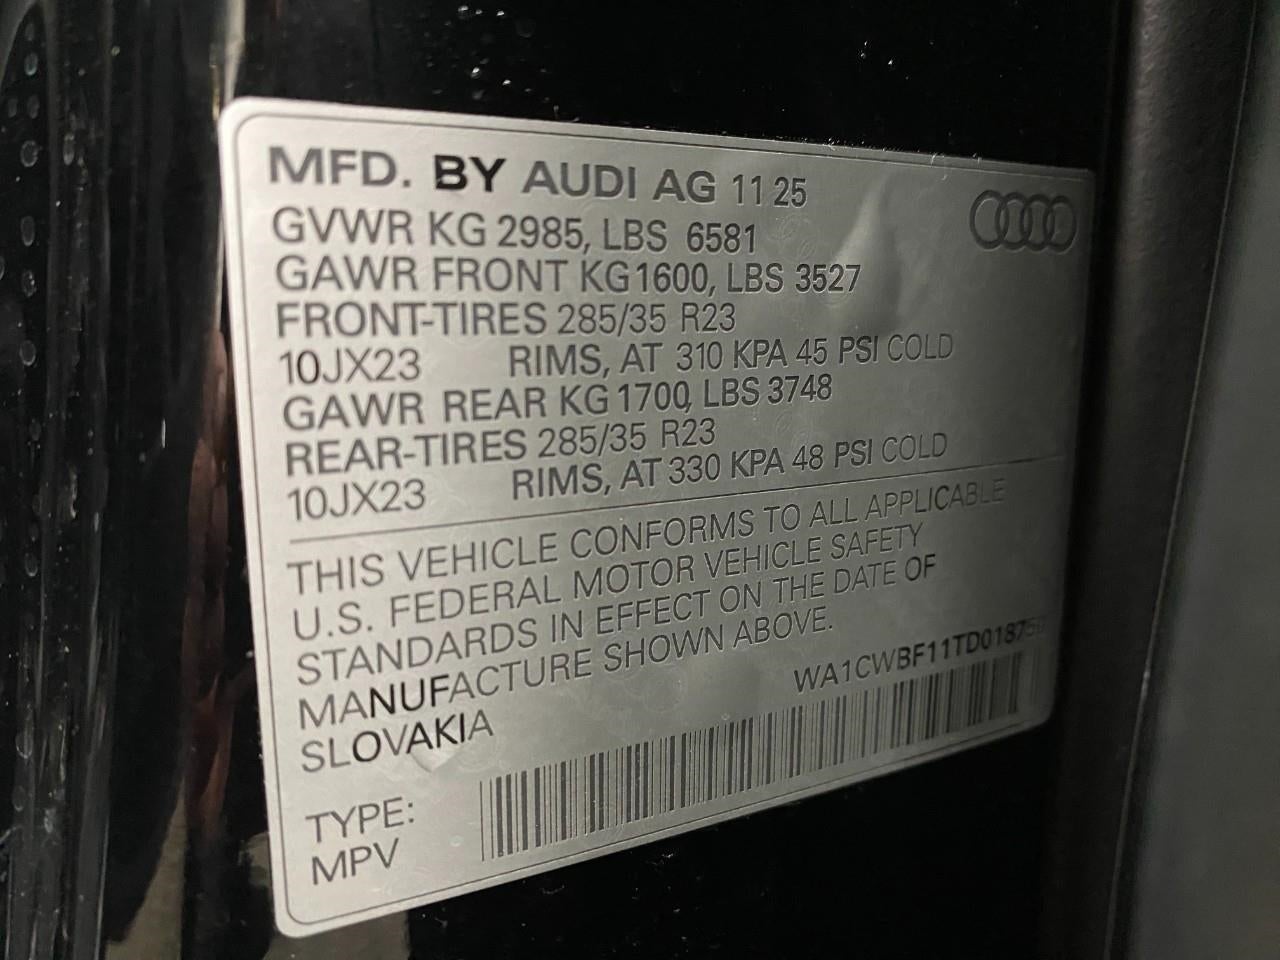 MFD. BY AUDI AG 11 25
GVWR KG 2985, LBS 6581
GAWR FRONT KG1600, LBS 3527
FRONT-TIRES 285/35 R23
10JX23 RIMS, AT 310 KPA 45 PSI COLD
GAWR REAR KG 1700, LBS 3748
REAR-TIRES 285/35 R23
10JX23 RIMS, AT 330 KPA 48 PSI COLD
THIS VEHICLE CONFORMS TO ALL APPLICABLE
U.S. FEDERAL MOTOR VEHICLE SAFETY
STANDARDS IN EFFECT ON THE DATE OF
MANUFACTURE SHOWN ABOVE.
SLOVAKIA
TYPE:
MPV